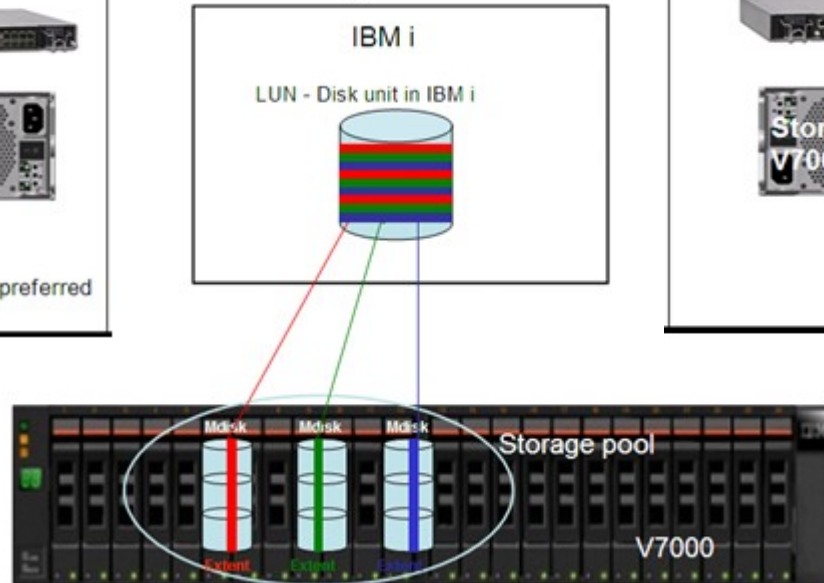 IBM i
LUN - Disk unit in IBM i
preferred
Mdisk
Mdisk
Mdisk
Storage pool
Extent
Extent
Extent
V7000